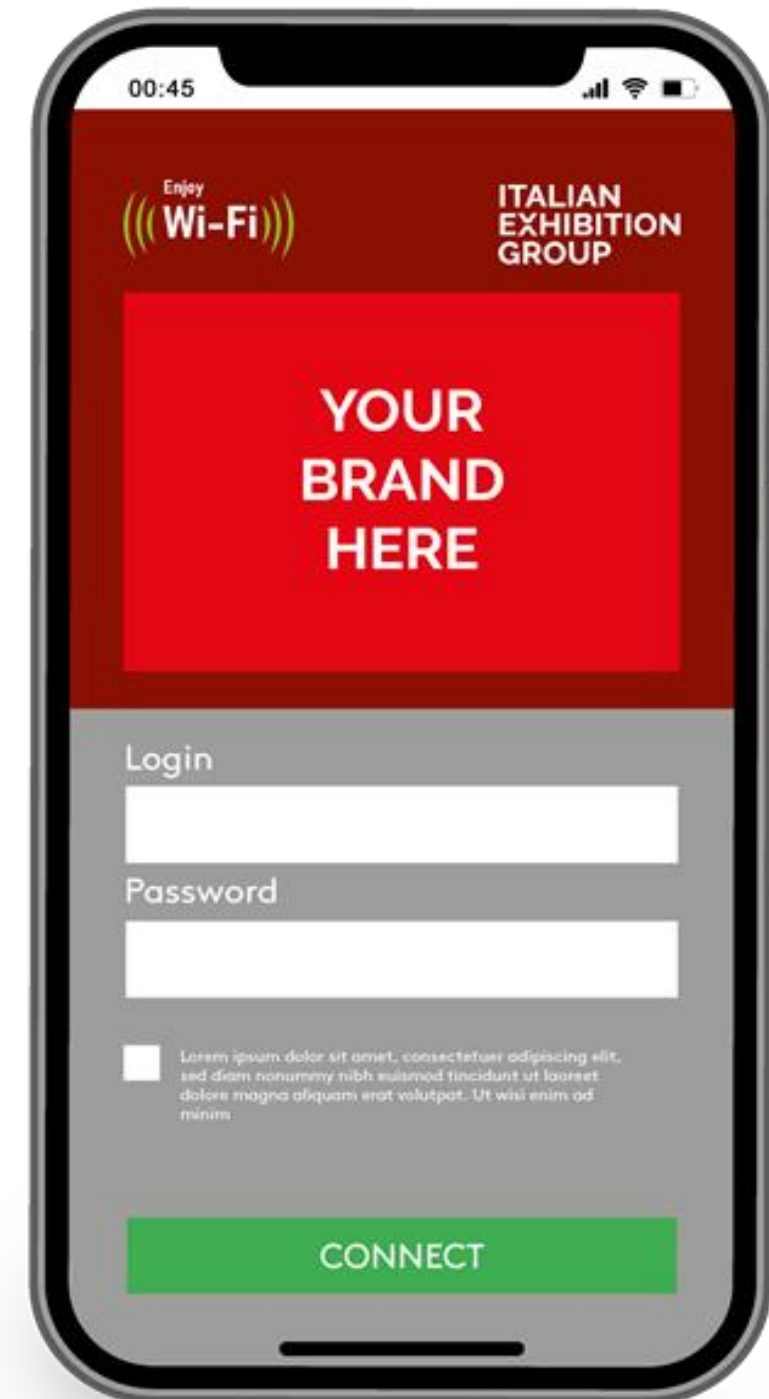 00:45
Enjoy
Wi-Fi
ITALIAN
EXHIBITION
GROUP
YOUR
BRAND
HERE
Login
Password
Lorem ipsum dolor sit amet, consectetuer adipiscing elit,
sed diam nonummy nibh euismod tincidunt ut laoreet
dolore magna aliquam erat volutpat. Ut wisi enim ad
minim
CONNECT